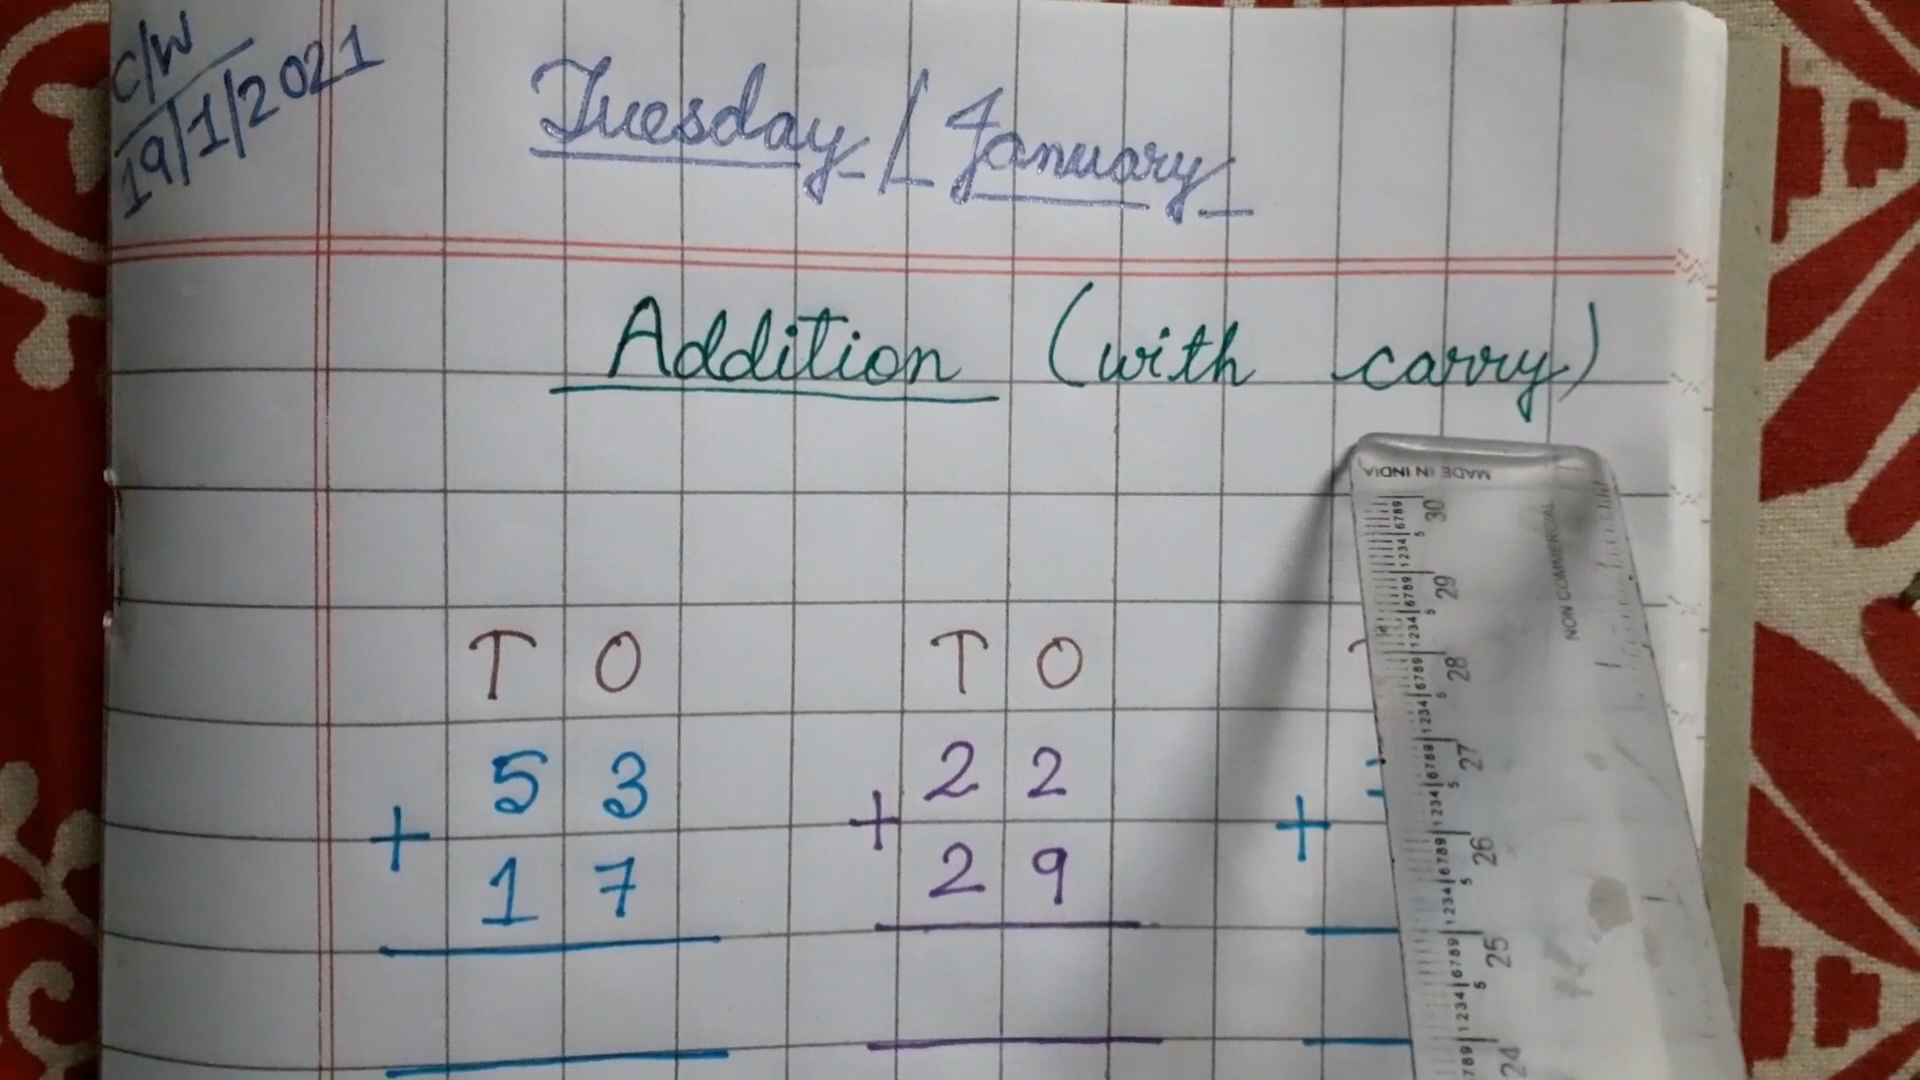 C/W
19/1/2021
Tuesday / January
Addition (with carry)
MADE IN INDIA
NON COMMERCIAL
30
29
28
27
26
25
24
T O T O
5 3 2 2
+ + +
1 7 2 9